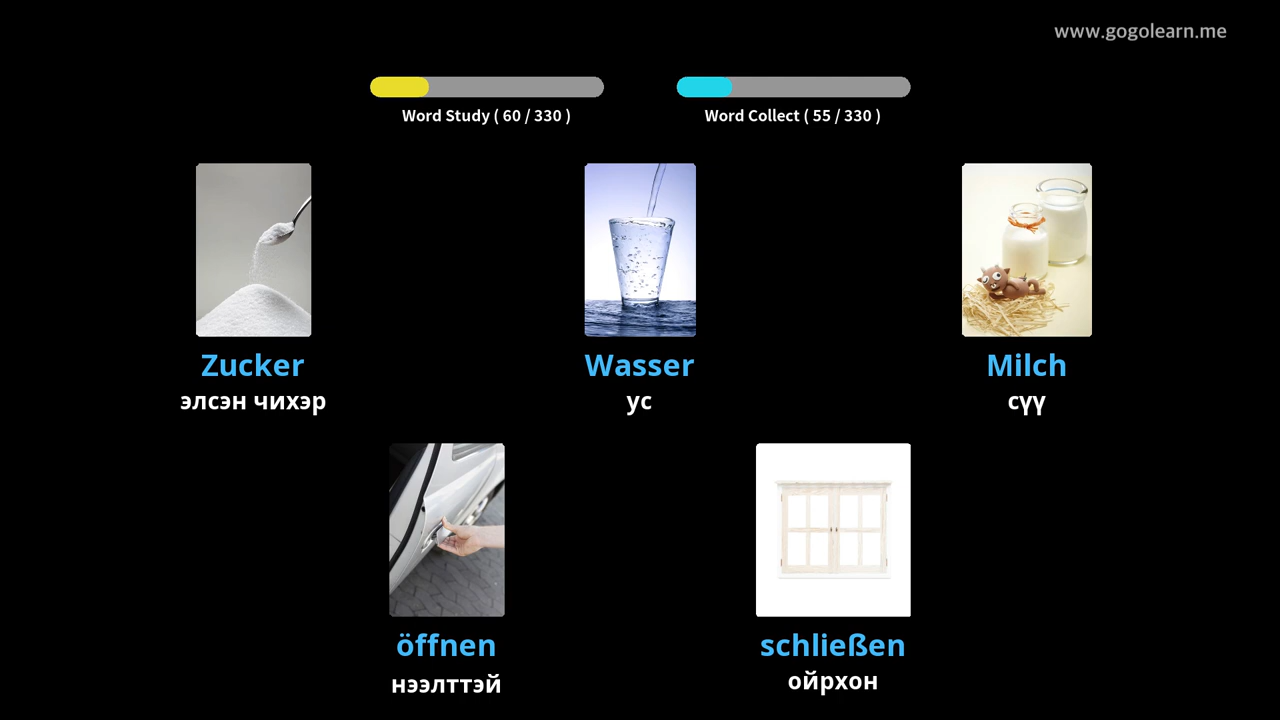 www.gogolearn.me
Word Study ( 60 / 330 )
Word Collect ( 55 / 330 )
Zucker
элсэн чихэр
Wasser
ус
Milch
сүү
öffnen
нээлттэй
schließen
ойрхон